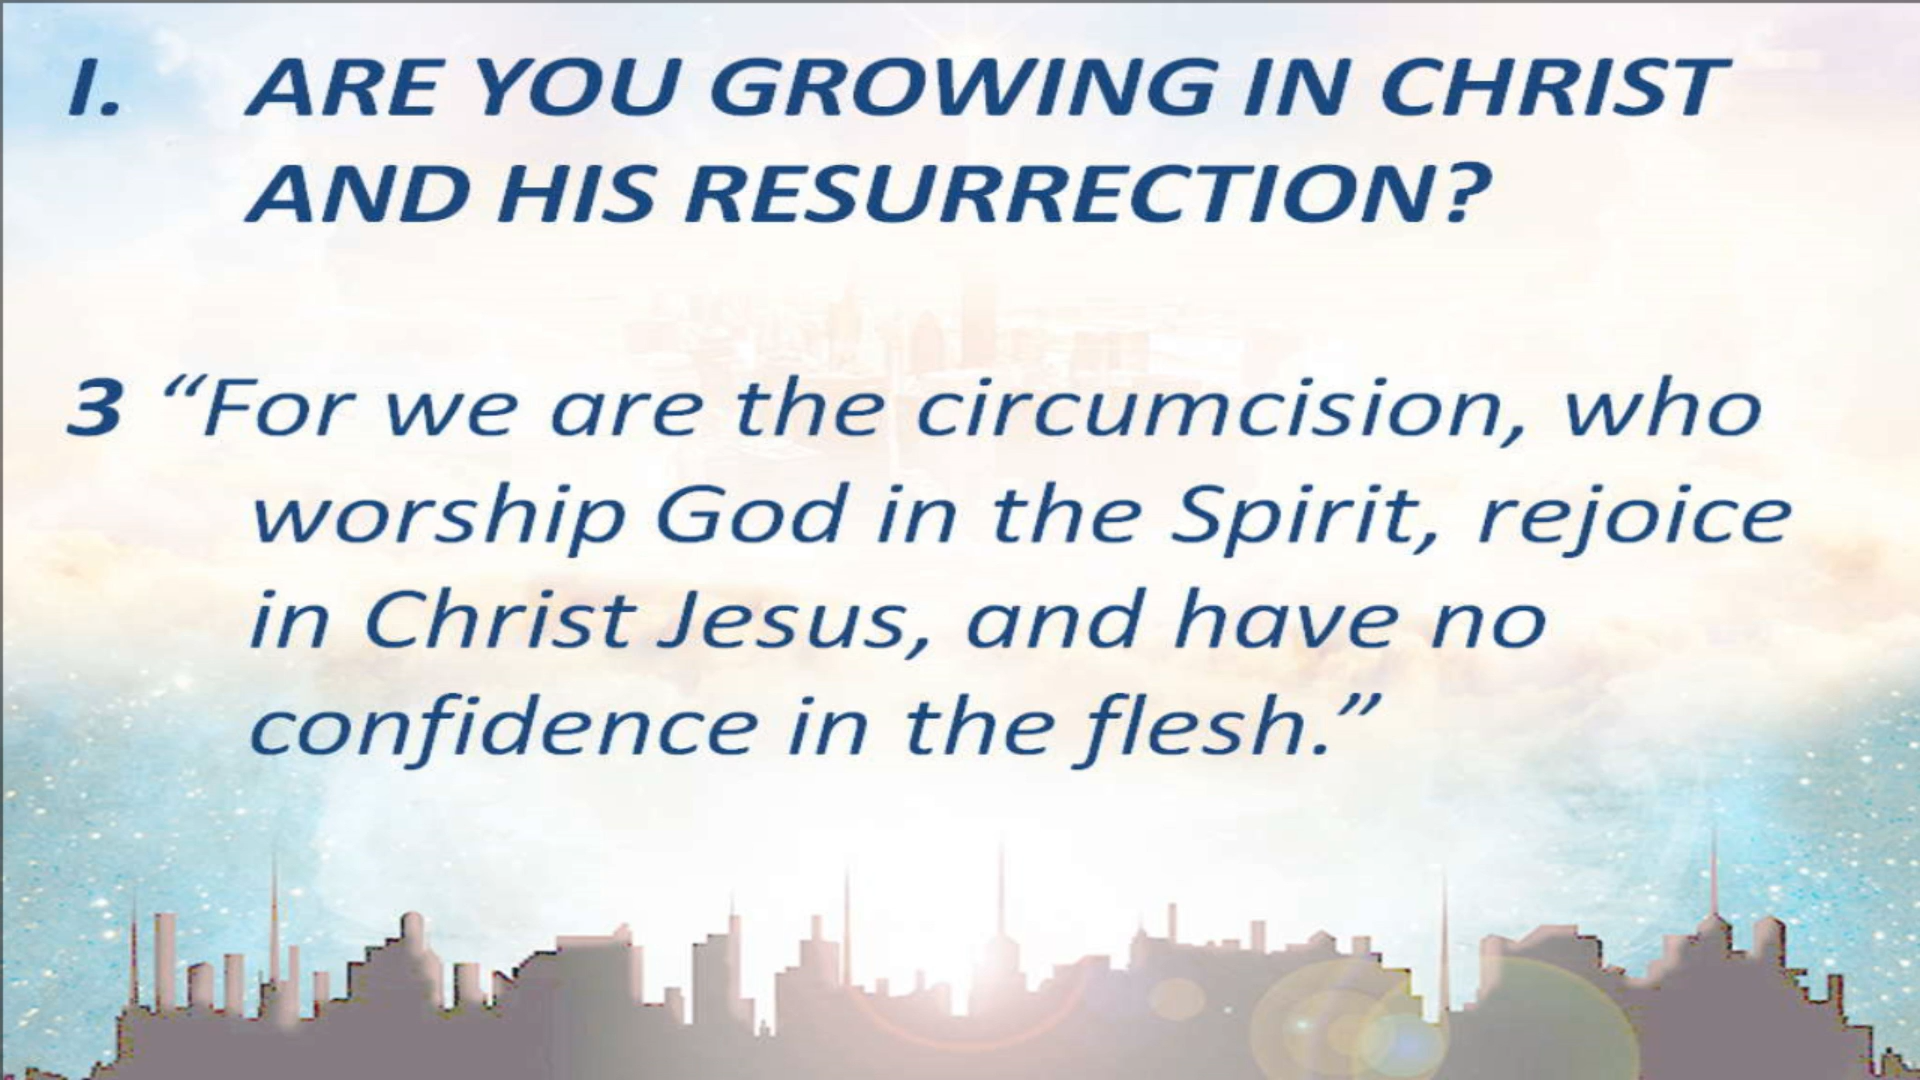 I. ARE YOU GROWING IN CHRIST
AND HIS RESURRECTION?
3 “For we are the circumcision, who
worship God in the Spirit, rejoice
in Christ Jesus, and have no
confidence in the flesh.”